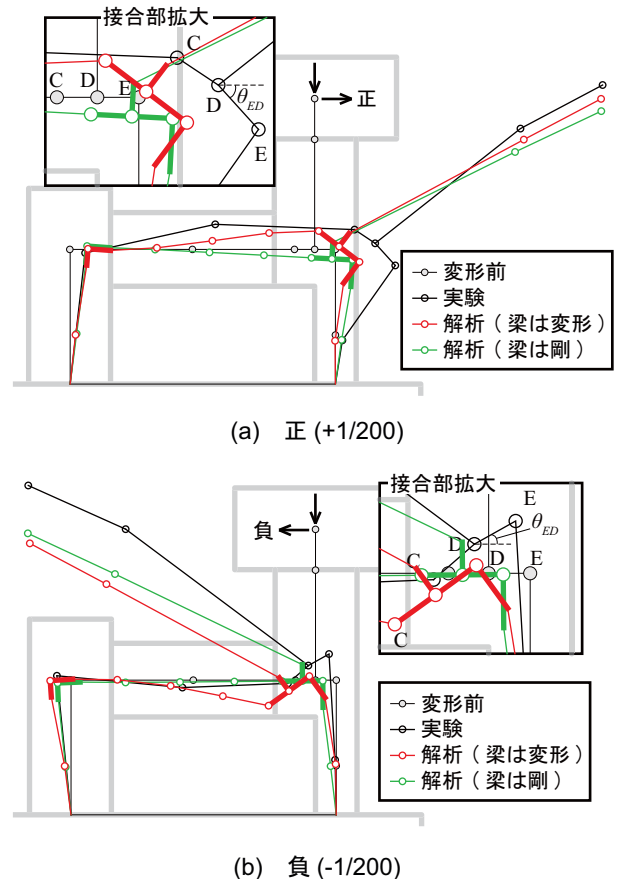 接合部拡大
C
D
E
C
D
θ_ED
E
正
変形前
実験
解析 ( 梁は変形 )
解析 ( 梁は剛 )
(a) 正 (+1/200)
接合部拡大
E
D
θ_ED
C
D
E
C
負
変形前
実験
解析 ( 梁は変形 )
解析 ( 梁は剛 )
(b) 負 (-1/200)